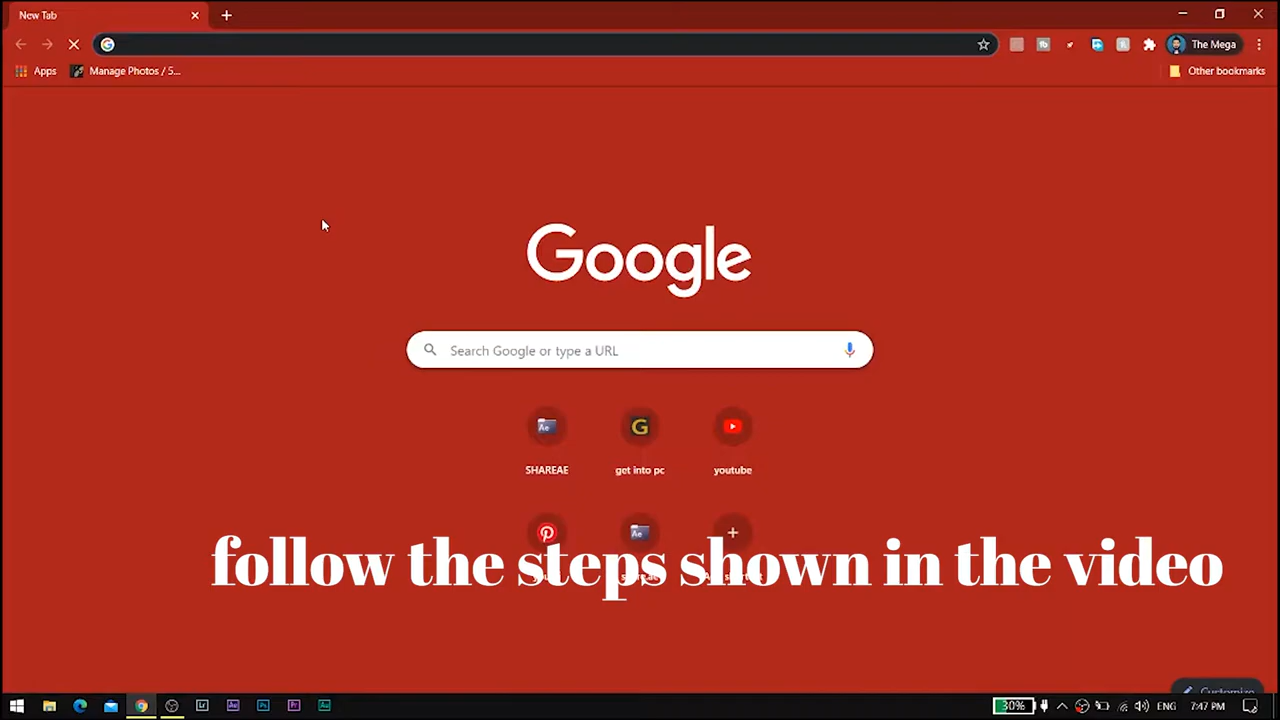 New Tab
The Mega
Apps
Manage Photos / 5...
Other bookmarks
Google
Search Google or type a URL
SHAREAE
get into pc
youtube
follow the steps shown in the video
Customize
30%
ENG
7:47 PM